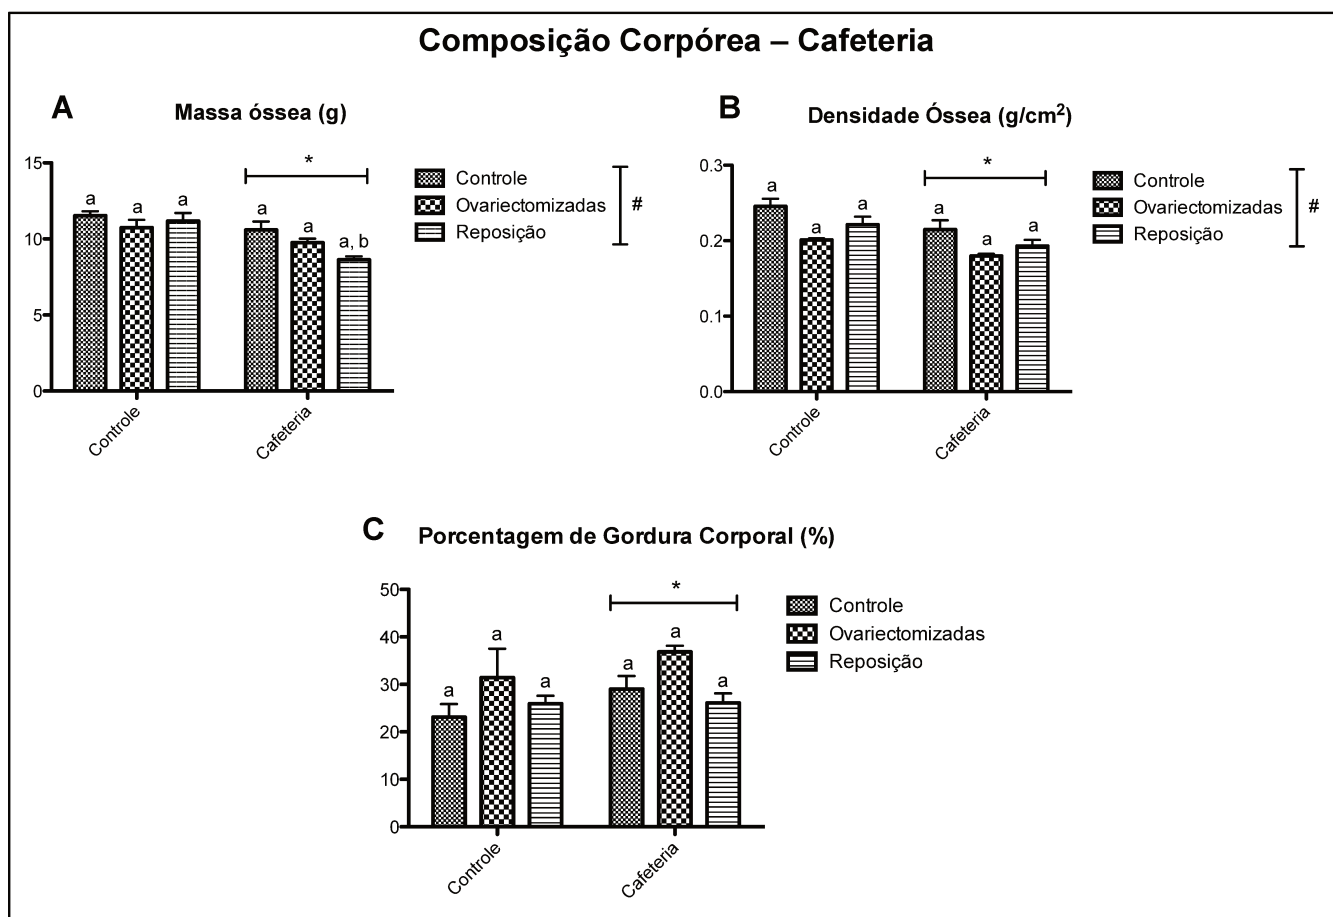 Composição Corpórea – Cafeteria
A
Massa óssea (g)
15
10
5
0
a
a
a
*
a
a
a, b
Controle
Cafeteria
Controle
Ovariectomizadas
Reposição
#
B
Densidade Óssea (g/cm²)
0.3
0.2
0.1
0.0
a
a
a
*
a
a
a
Controle
Cafeteria
Controle
Ovariectomizadas
Reposição
#
C
Porcentagem de Gordura Corporal (%)
50
40
30
20
10
0
a
a
a
*
a
a
a
Controle
Cafeteria
Controle
Ovariectomizadas
Reposição